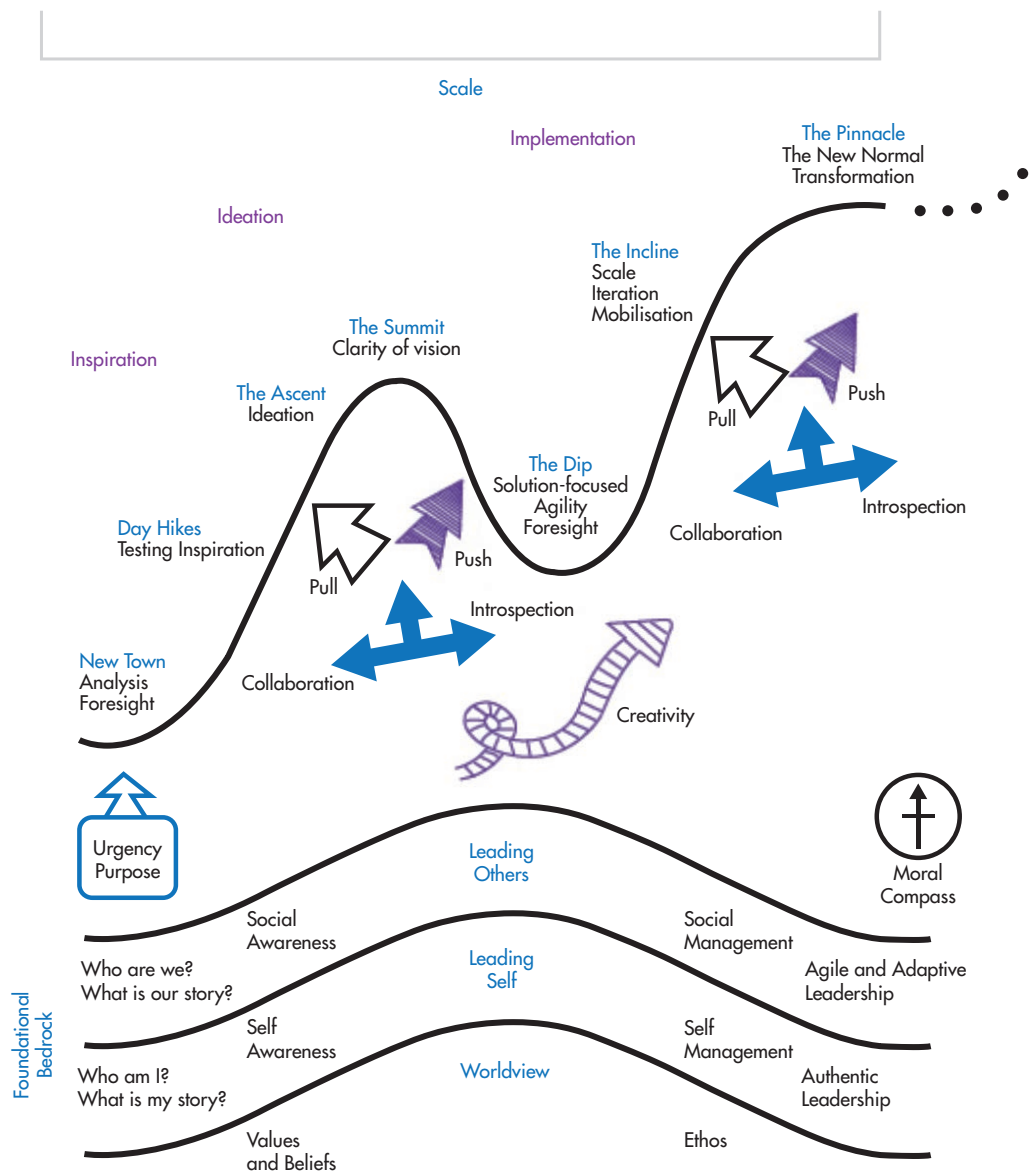 Scale
Implementation
The Pinnacle
The New Normal
Transformation
Ideation
The Incline
Scale
Iteration
Mobilisation
The Summit
Clarity of vision
Inspiration
The Ascent
Ideation
Pull
Push
The Dip
Solution-focused
Agility
Foresight
Introspection
Collaboration
Day Hikes
Testing Inspiration
Pull
Push
Introspection
Collaboration
New Town
Analysis
Foresight
Creativity
Urgency
Purpose
Moral
Compass
Leading
Others
Social
Awareness
Social
Management
Who are we?
What is our story?
Leading
Self
Agile and Adaptive
Leadership
Foundational
Bedrock
Self
Awareness
Self
Management
Who am I?
What is my story?
Worldview
Authentic
Leadership
Values
and Beliefs
Ethos